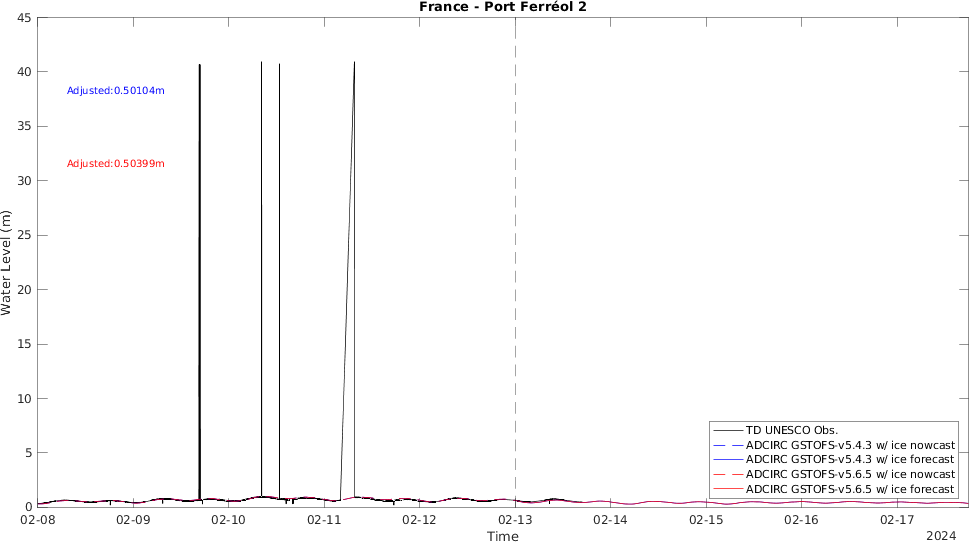 France - Port Ferréol 2
45
40
35
30
25
20
15
10
5
0
Water Level (m)
Adjusted:0.50104m
Adjusted:0.50399m
TD UNESCO Obs.
ADCIRC GSTOFS-v5.4.3 w/ ice nowcast
ADCIRC GSTOFS-v5.4.3 w/ ice forecast
ADCIRC GSTOFS-v5.6.5 w/ ice nowcast
ADCIRC GSTOFS-v5.6.5 w/ ice forecast
02-08 02-09 02-10 02-11 02-12 02-13 02-14 02-15 02-16 02-17
Time
2024